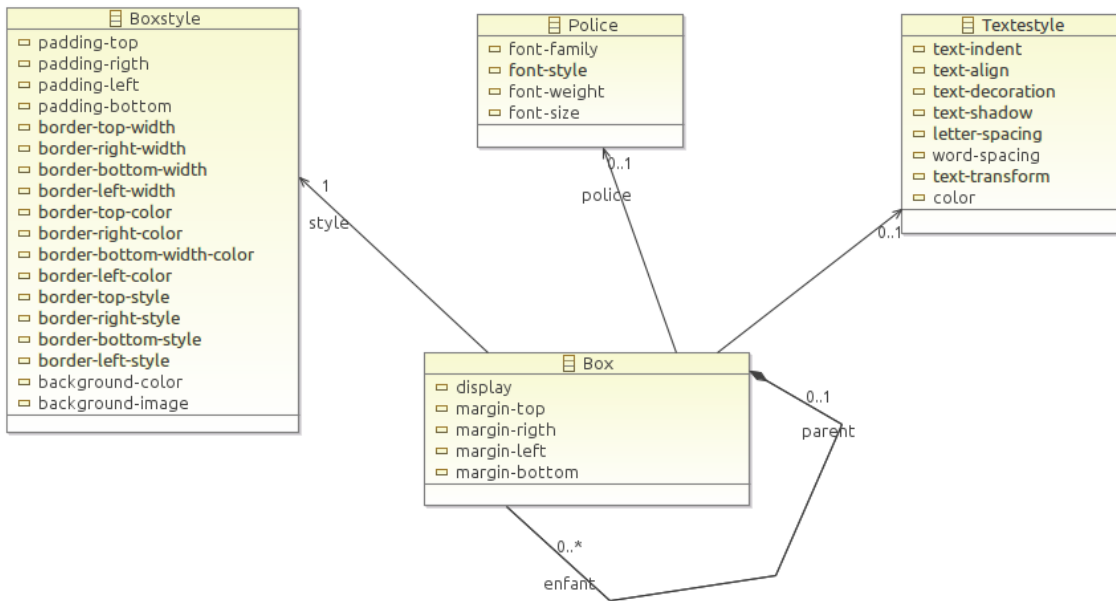 Boxstyle
padding-top
padding-rigth
padding-left
padding-bottom
border-top-width
border-right-width
border-bottom-width
border-left-width
border-top-color
border-right-color
border-bottom-width-color
border-left-color
border-top-style
border-right-style
border-bottom-style
border-left-style
background-color
background-image
Police
font-family
font-style
font-weight
font-size
Textestyle
text-indent
text-align
text-decoration
text-shadow
letter-spacing
word-spacing
text-transform
color
1
style
0..1
police
0..1
Box
display
margin-top
margin-rigth
margin-left
margin-bottom
0..1
parent
0..*
enfant